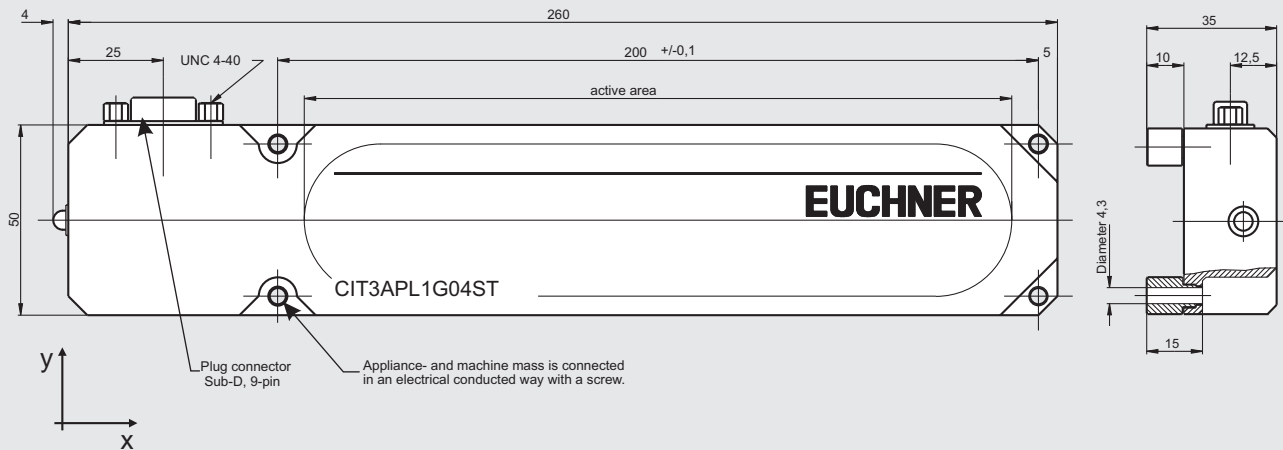 4
260
35
25
UNC 4-40
200 +/-0,1
5
10
12,5
active area
50
EUCHNER
Diameter 4,3
CIT3APL1G04ST
15
Plug connector
Sub-D, 9-pin
Appliance- and machine mass is connected
in an electrical conducted way with a screw.
y
x